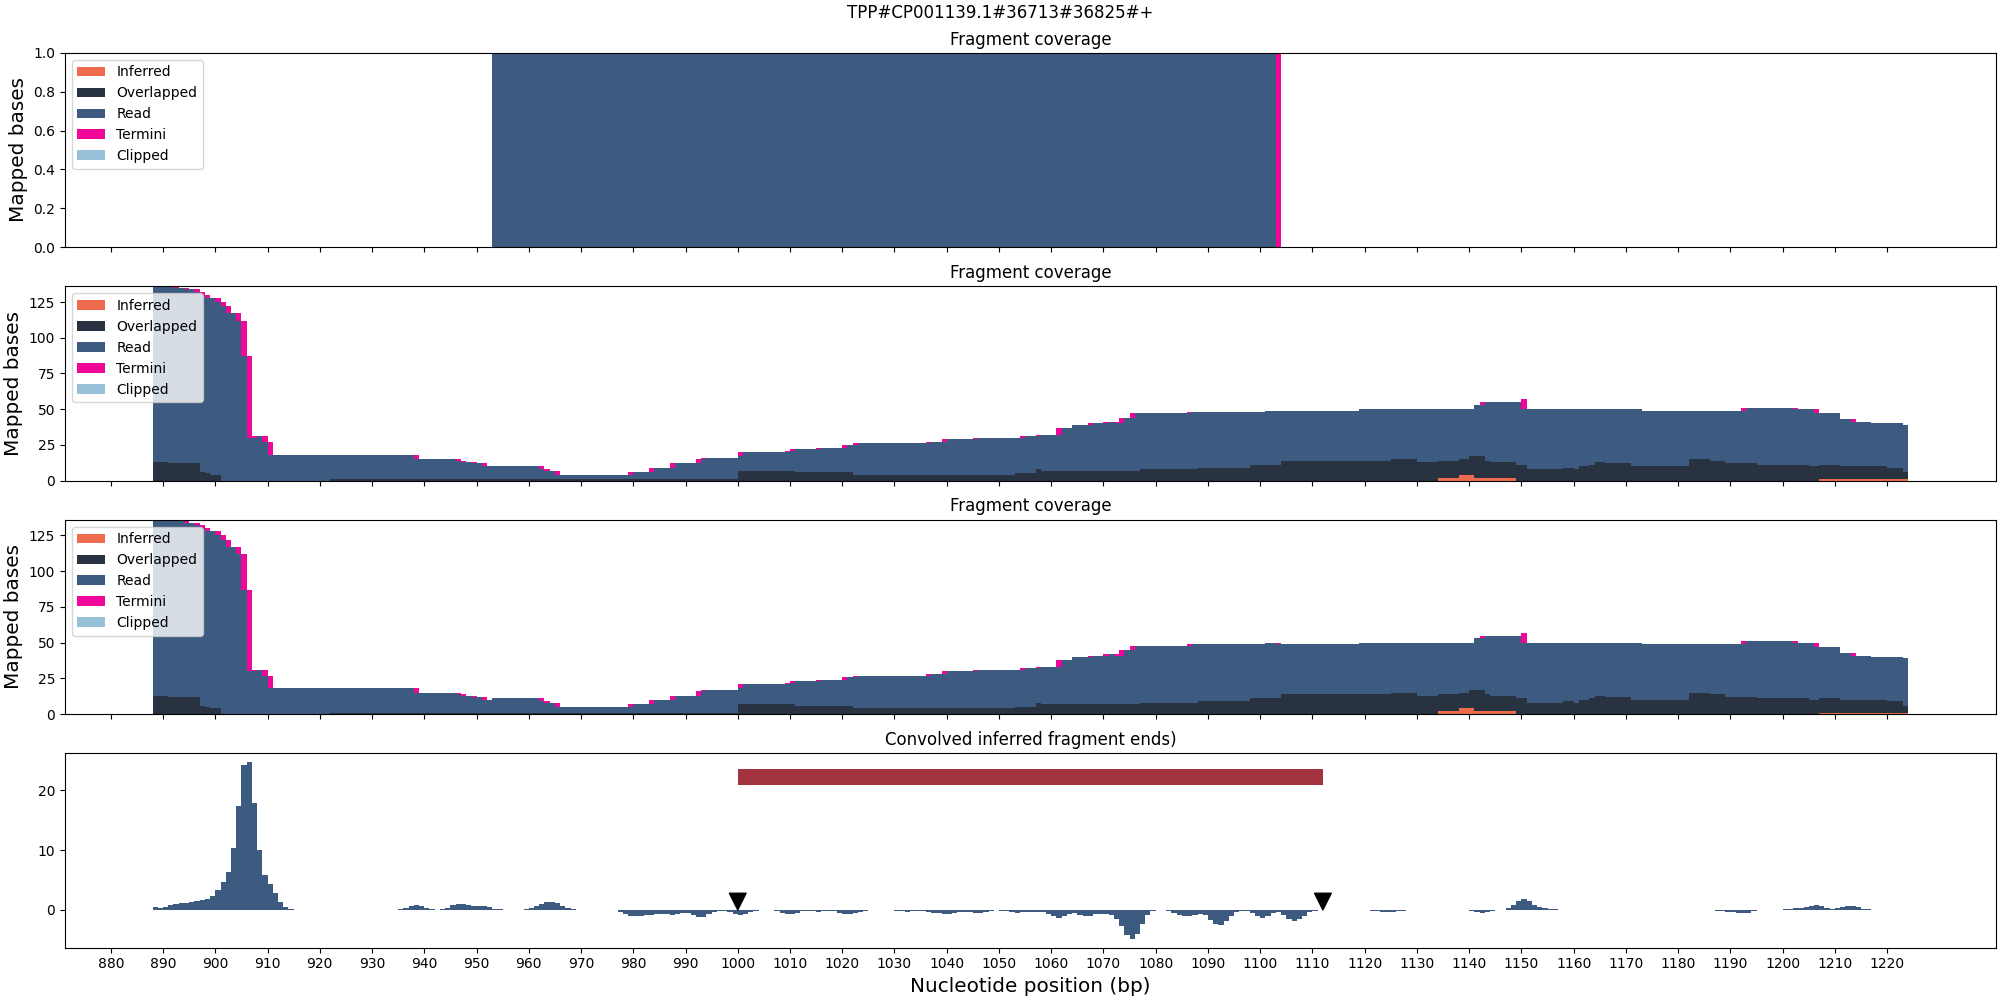 TPP#CP001139.1#36713#36825#+
Fragment coverage
Mapped bases
1.0
0.8
0.6
0.4
0.2
0.0
Inferred
Overlapped
Read
Termini
Clipped
Fragment coverage
Mapped bases
125
100
75
50
25
0
Inferred
Overlapped
Read
Termini
Clipped
Fragment coverage
Mapped bases
125
100
75
50
25
0
Inferred
Overlapped
Read
Termini
Clipped
Convolved inferred fragment ends)
20
10
0
880 890 900 910 920 930 940 950 960 970 980 990 1000 1010 1020 1030 1040 1050 1060 1070 1080 1090 1100 1110 1120 1130 1140 1150 1160 1170 1180 1190 1200 1210 1220
Nucleotide position (bp)